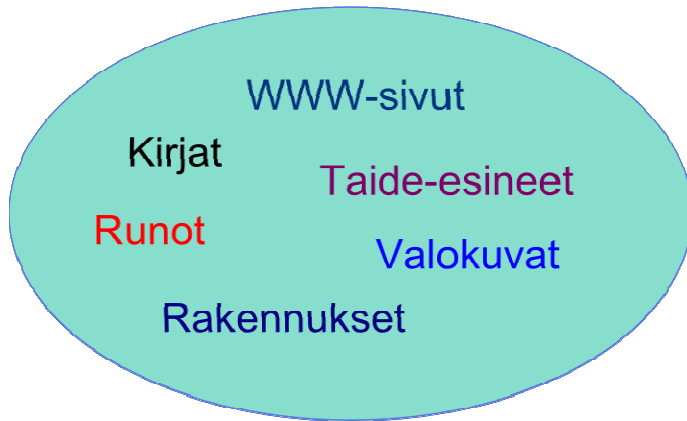 WWW-sivut
Kirjat
Taide-esineet
Runot
Valokuvat
Rakennukset